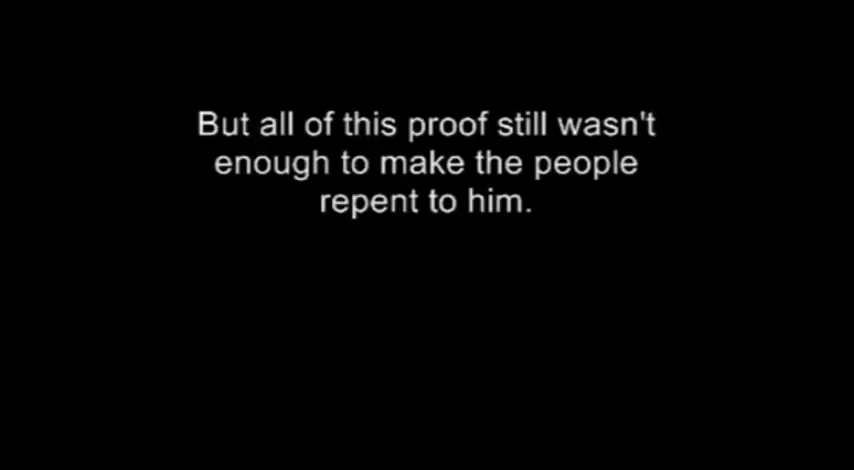 But all of this proof still wasn't
enough to make the people
repent to him.